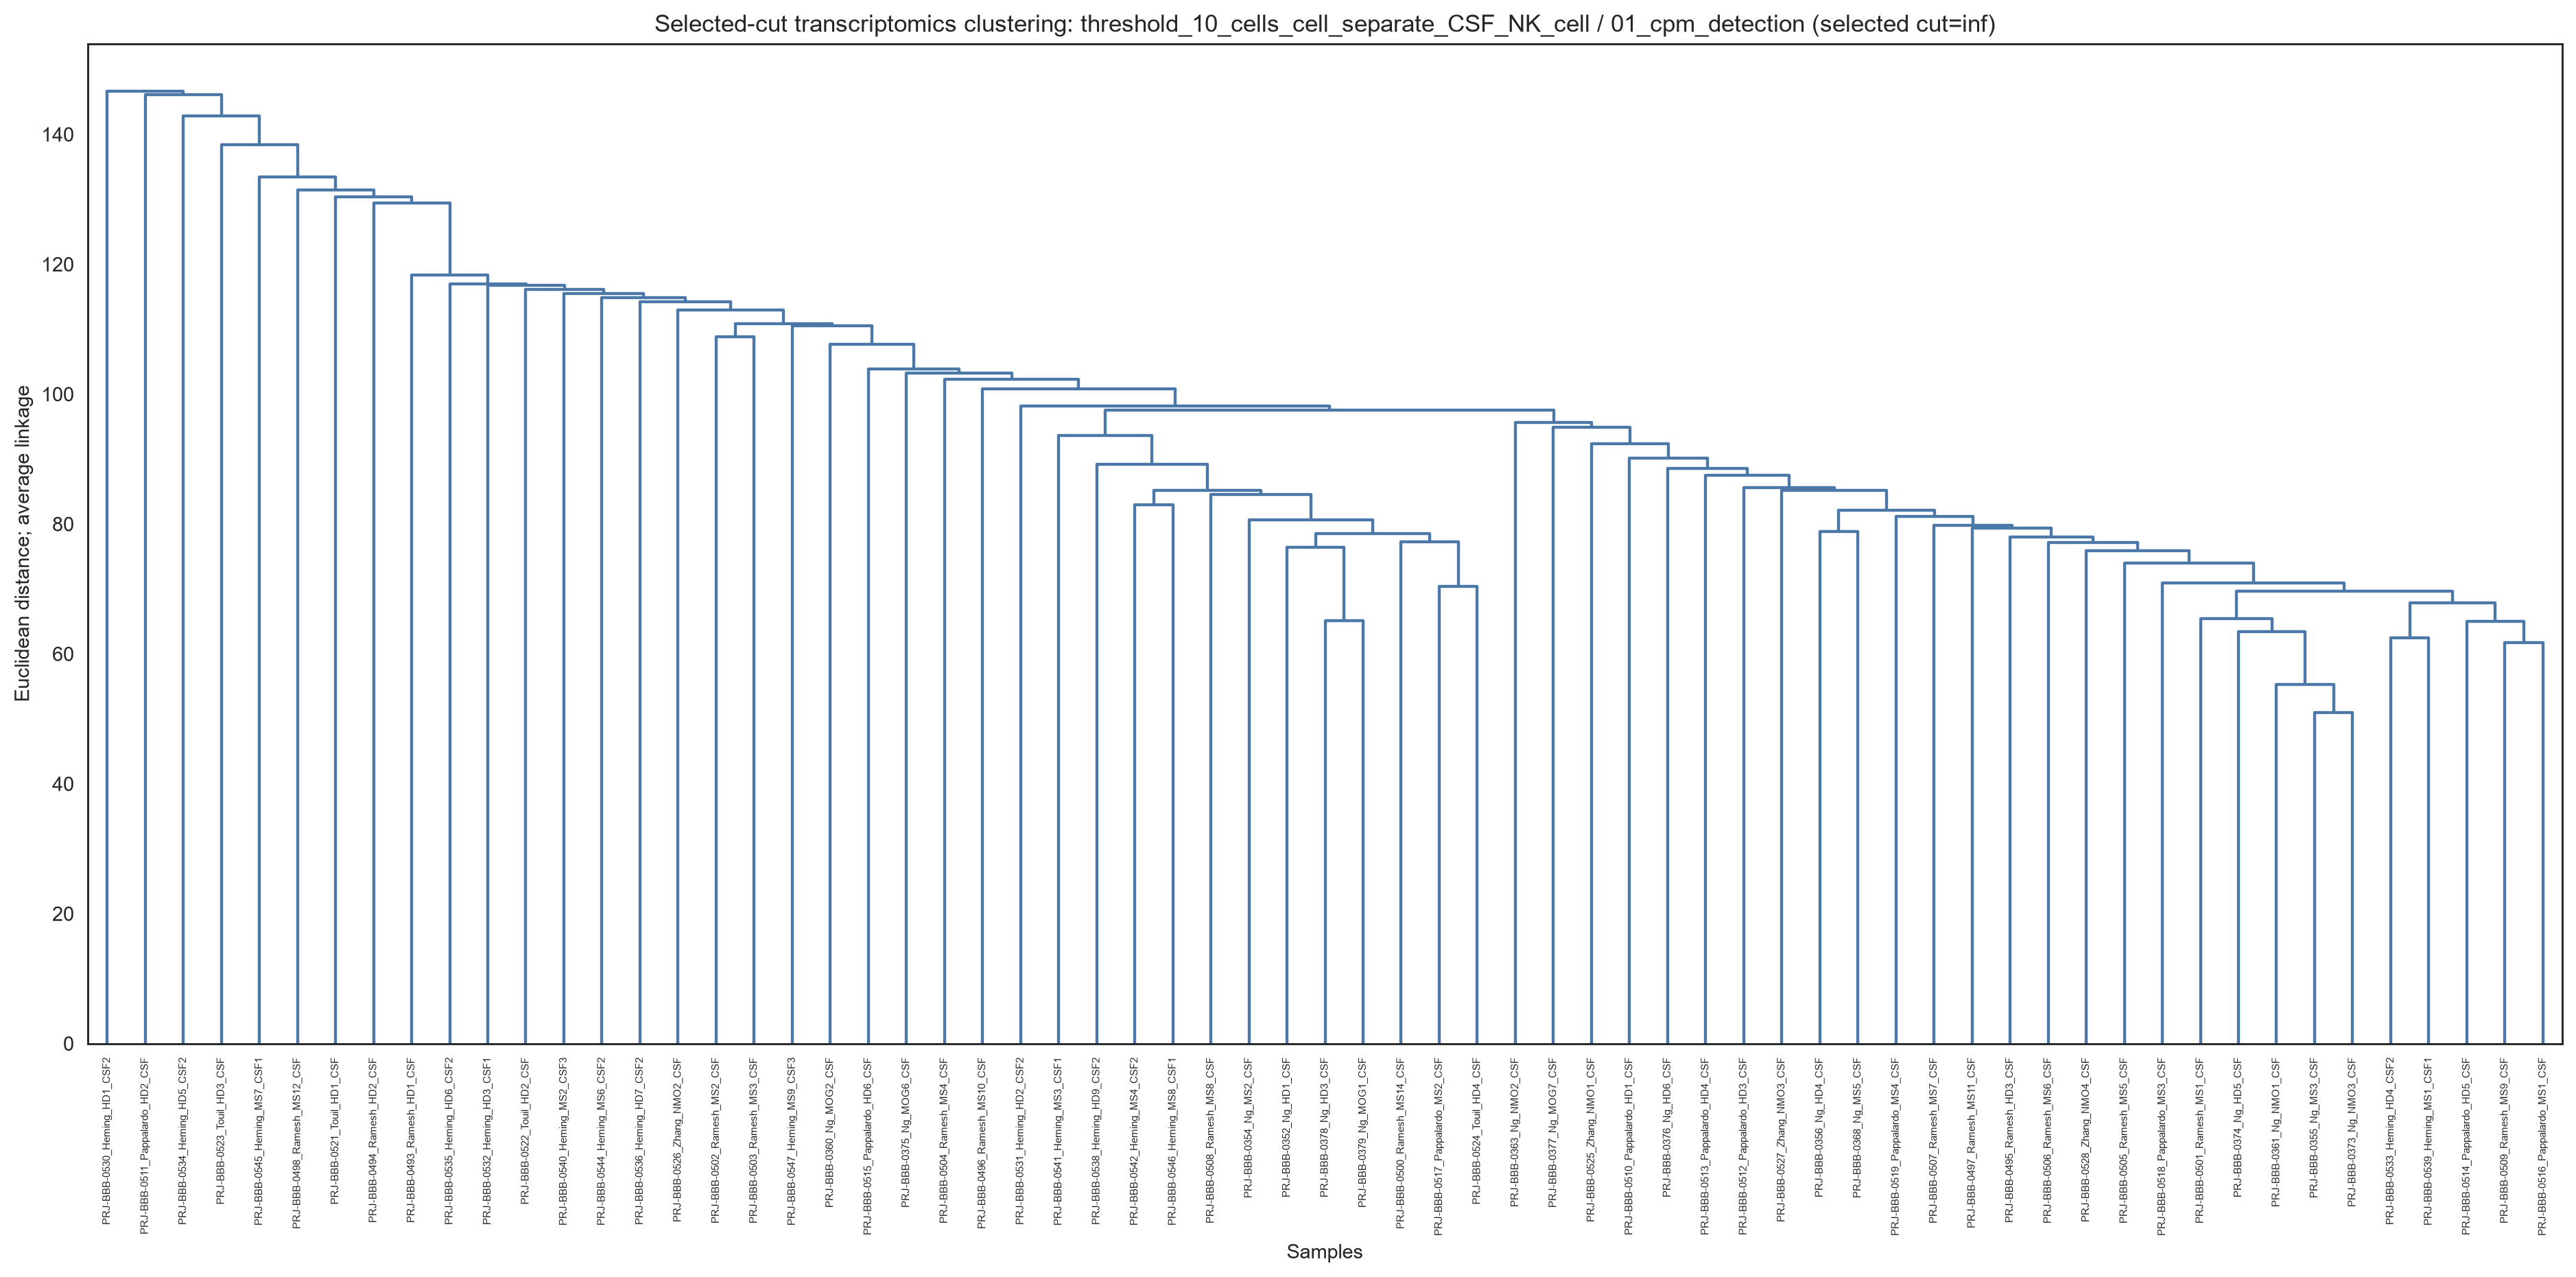 Selected-cut transcriptomics clustering: threshold_10_cells_cell_separate_CSF_NK_cell / 01_cpm_detection (selected cut=inf)
Euclidean distance; average linkage
140
120
100
80
60
40
20
0
PRJ-BBB-0530_Heming_HD1_CSF2
PRJ-BBB-0511_Pappalardo_HD2_CSF
PRJ-BBB-0534_Heming_HD5_CSF2
PRJ-BBB-0523_Touil_HD3_CSF
PRJ-BBB-0545_Heming_MS7_CSF1
PRJ-BBB-0498_Ramesh_MS12_CSF
PRJ-BBB-0521_Touil_HD1_CSF
PRJ-BBB-0494_Ramesh_HD2_CSF
PRJ-BBB-0493_Ramesh_HD1_CSF
PRJ-BBB-0535_Heming_HD6_CSF2
PRJ-BBB-0532_Heming_HD3_CSF1
PRJ-BBB-0522_Touil_HD2_CSF
PRJ-BBB-0540_Heming_MS2_CSF3
PRJ-BBB-0544_Heming_MS6_CSF2
PRJ-BBB-0536_Heming_HD7_CSF2
PRJ-BBB-0526_Zhang_NMO2_CSF
PRJ-BBB-0502_Ramesh_MS2_CSF
PRJ-BBB-0503_Ramesh_MS3_CSF
PRJ-BBB-0547_Heming_MS9_CSF3
PRJ-BBB-0360_Ng_MOG2_CSF
PRJ-BBB-0515_Pappalardo_HD6_CSF
PRJ-BBB-0375_Ng_MOG6_CSF
PRJ-BBB-0504_Ramesh_MS4_CSF
PRJ-BBB-0496_Ramesh_MS10_CSF
PRJ-BBB-0531_Heming_HD2_CSF2
PRJ-BBB-0541_Heming_MS3_CSF1
PRJ-BBB-0538_Heming_HD9_CSF2
PRJ-BBB-0542_Heming_MS4_CSF2
PRJ-BBB-0546_Heming_MS8_CSF1
PRJ-BBB-0508_Ramesh_MS8_CSF
PRJ-BBB-0354_Ng_MS2_CSF
PRJ-BBB-0352_Ng_HD1_CSF
PRJ-BBB-0378_Ng_HD3_CSF
PRJ-BBB-0379_Ng_MOG1_CSF
PRJ-BBB-0500_Ramesh_MS14_CSF
PRJ-BBB-0517_Pappalardo_MS2_CSF
PRJ-BBB-0524_Touil_HD4_CSF
PRJ-BBB-0363_Ng_NMO2_CSF
PRJ-BBB-0377_Ng_MOG7_CSF
PRJ-BBB-0525_Zhang_NMO1_CSF
PRJ-BBB-0510_Pappalardo_HD1_CSF
PRJ-BBB-0376_Ng_HD6_CSF
PRJ-BBB-0513_Pappalardo_HD4_CSF
PRJ-BBB-0512_Pappalardo_HD3_CSF
PRJ-BBB-0527_Zhang_NMO3_CSF
PRJ-BBB-0356_Ng_HD4_CSF
PRJ-BBB-0368_Ng_MS5_CSF
PRJ-BBB-0519_Pappalardo_MS4_CSF
PRJ-BBB-0507_Ramesh_MS7_CSF
PRJ-BBB-0497_Ramesh_MS11_CSF
PRJ-BBB-0495_Ramesh_HD3_CSF
PRJ-BBB-0506_Ramesh_MS6_CSF
PRJ-BBB-0528_Zhang_NMO4_CSF
PRJ-BBB-0505_Ramesh_MS5_CSF
PRJ-BBB-0518_Pappalardo_MS3_CSF
PRJ-BBB-0501_Ramesh_MS1_CSF
PRJ-BBB-0374_Ng_HD5_CSF
PRJ-BBB-0361_Ng_NMO1_CSF
PRJ-BBB-0355_Ng_MS3_CSF
PRJ-BBB-0373_Ng_NMO3_CSF
PRJ-BBB-0533_Heming_HD4_CSF2
PRJ-BBB-0539_Heming_MS1_CSF1
PRJ-BBB-0514_Pappalardo_HD5_CSF
PRJ-BBB-0509_Ramesh_MS9_CSF
PRJ-BBB-0516_Pappalardo_MS1_CSF
Samples